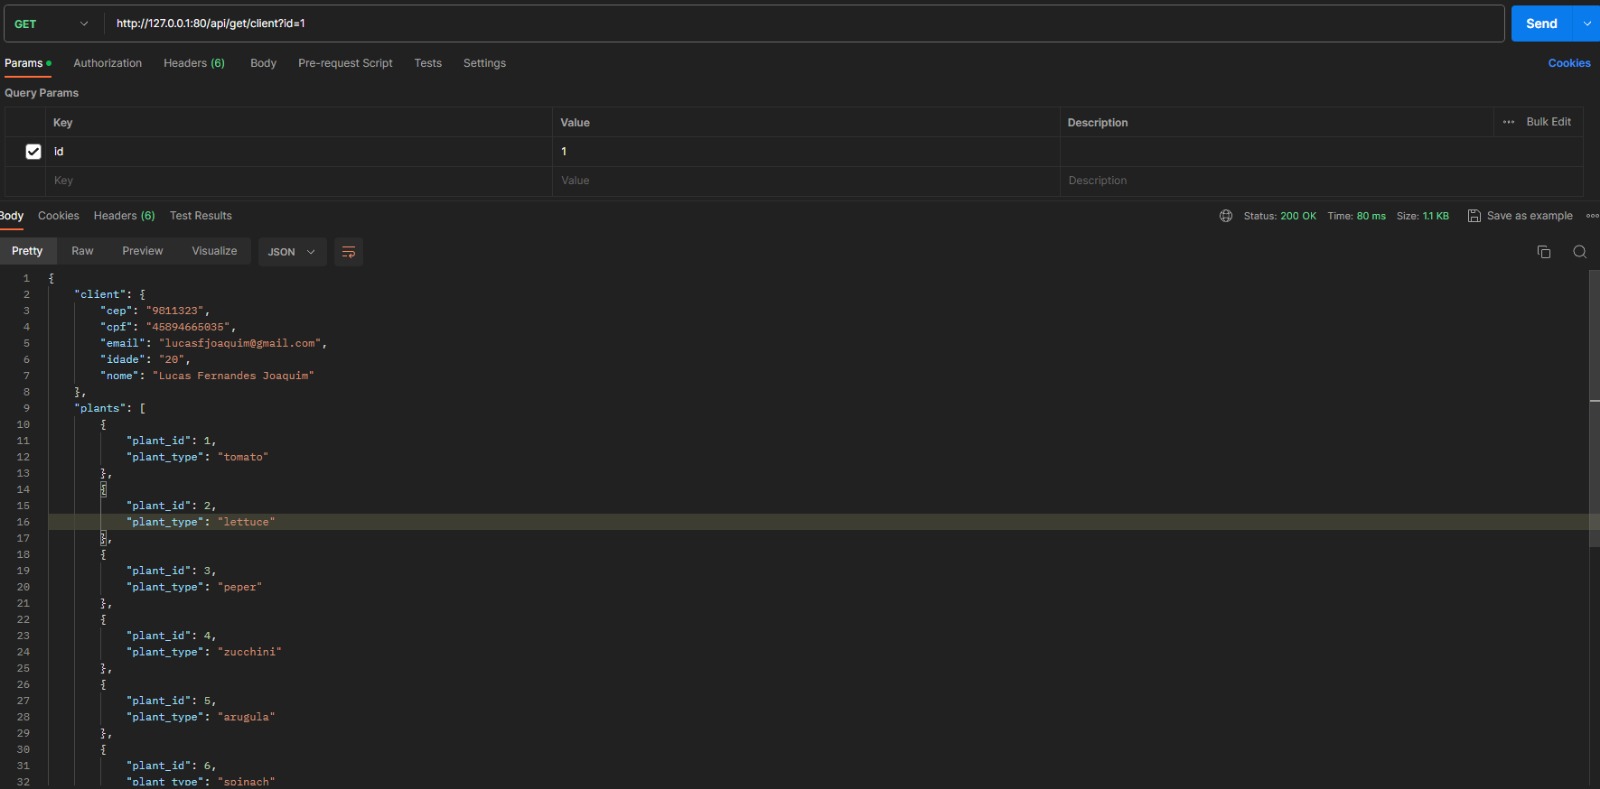 GET http://127.0.0.1:80/api/get/client?id=1 Send
Params Authorization Headers (6) Body Pre-request Script Tests Settings Cookies
Query Params
Key Value Description ••• Bulk Edit
id 1
Key Value Description
Body Cookies Headers (6) Test Results Status: 200 OK Time: 80 ms Size: 1.1 KB Save as example
Pretty Raw Preview Visualize JSON
1 {
2 "client": {
3 "cep": "9811323",
4 "cpf": "45894665035",
5 "email": "lucasfjoaquim@gmail.com",
6 "idade": "20",
7 "nome": "Lucas Fernandes Joaquim"
8 },
9 "plants": [
10 {
11 "plant_id": 1,
12 "plant_type": "tomato"
13 },
14 {
15 "plant_id": 2,
16 "plant_type": "lettuce"
17 },
18 {
19 "plant_id": 3,
20 "plant_type": "peper"
21 },
22 {
23 "plant_id": 4,
24 "plant_type": "zucchini"
25 },
26 {
27 "plant_id": 5,
28 "plant_type": "arugula"
29 },
30 {
31 "plant_id": 6,
32 "plant_type": "spinach"